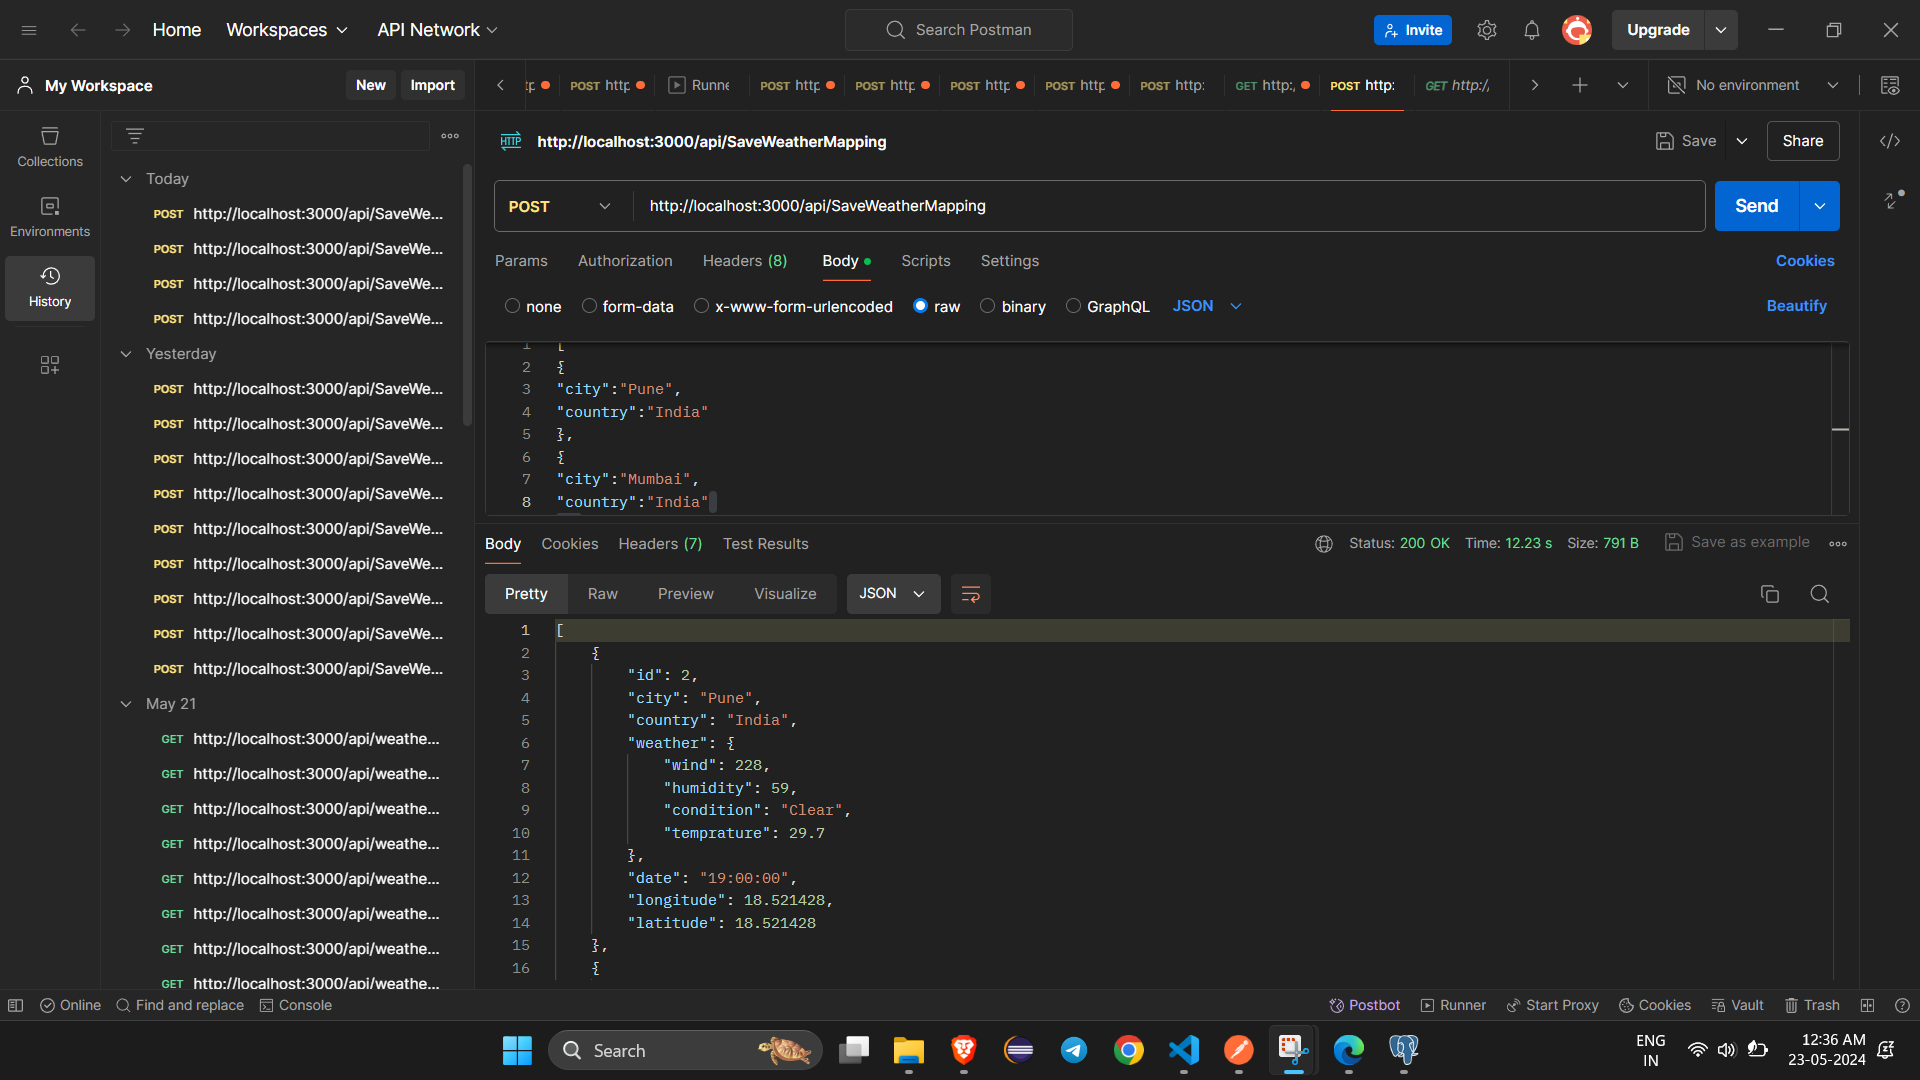 Home
Workspaces
API Network
Search Postman
Invite
Upgrade
My Workspace
New
Import
POST http
Runne
POST http
POST http
POST http
POST http
POST http:
GET http:/
POST http:
GET http://
No environment
Collections
Environments
History
Today
POST http://localhost:3000/api/SaveWe...
POST http://localhost:3000/api/SaveWe...
POST http://localhost:3000/api/SaveWe...
POST http://localhost:3000/api/SaveWe...
Yesterday
POST http://localhost:3000/api/SaveWe...
POST http://localhost:3000/api/SaveWe...
POST http://localhost:3000/api/SaveWe...
POST http://localhost:3000/api/SaveWe...
POST http://localhost:3000/api/SaveWe...
POST http://localhost:3000/api/SaveWe...
POST http://localhost:3000/api/SaveWe...
POST http://localhost:3000/api/SaveWe...
POST http://localhost:3000/api/SaveWe...
May 21
GET http://localhost:3000/api/weathe...
GET http://localhost:3000/api/weathe...
GET http://localhost:3000/api/weathe...
GET http://localhost:3000/api/weathe...
GET http://localhost:3000/api/weathe...
GET http://localhost:3000/api/weathe...
GET http://localhost:3000/api/weathe...
GET http://localhost:3000/api/weathe...
HTTP http://localhost:3000/api/SaveWeatherMapping
Save
Share
POST
http://localhost:3000/api/SaveWeatherMapping
Send
Params
Authorization
Headers (8)
Body
Scripts
Settings
Cookies
none
form-data
x-www-form-urlencoded
raw
binary
GraphQL
JSON
Beautify
1 [
2 {
3 "city":"Pune",
4 "country":"India"
5 },
6 {
7 "city":"Mumbai",
8 "country":"India"
Body
Cookies
Headers (7)
Test Results
Status: 200 OK
Time: 12.23 s
Size: 791 B
Save as example
Pretty
Raw
Preview
Visualize
JSON
1 [
2 {
3 "id": 2,
4 "city": "Pune",
5 "country": "India",
6 "weather": {
7 "wind": 228,
8 "humidity": 59,
9 "condition": "Clear",
10 "temprature": 29.7
11 },
12 "date": "19:00:00",
13 "longitude": 18.521428,
14 "latitude": 18.521428
15 },
16 {
Online
Find and replace
Console
Postbot
Runner
Start Proxy
Cookies
Vault
Trash
Search
ENG
IN
12:36 AM
23-05-2024